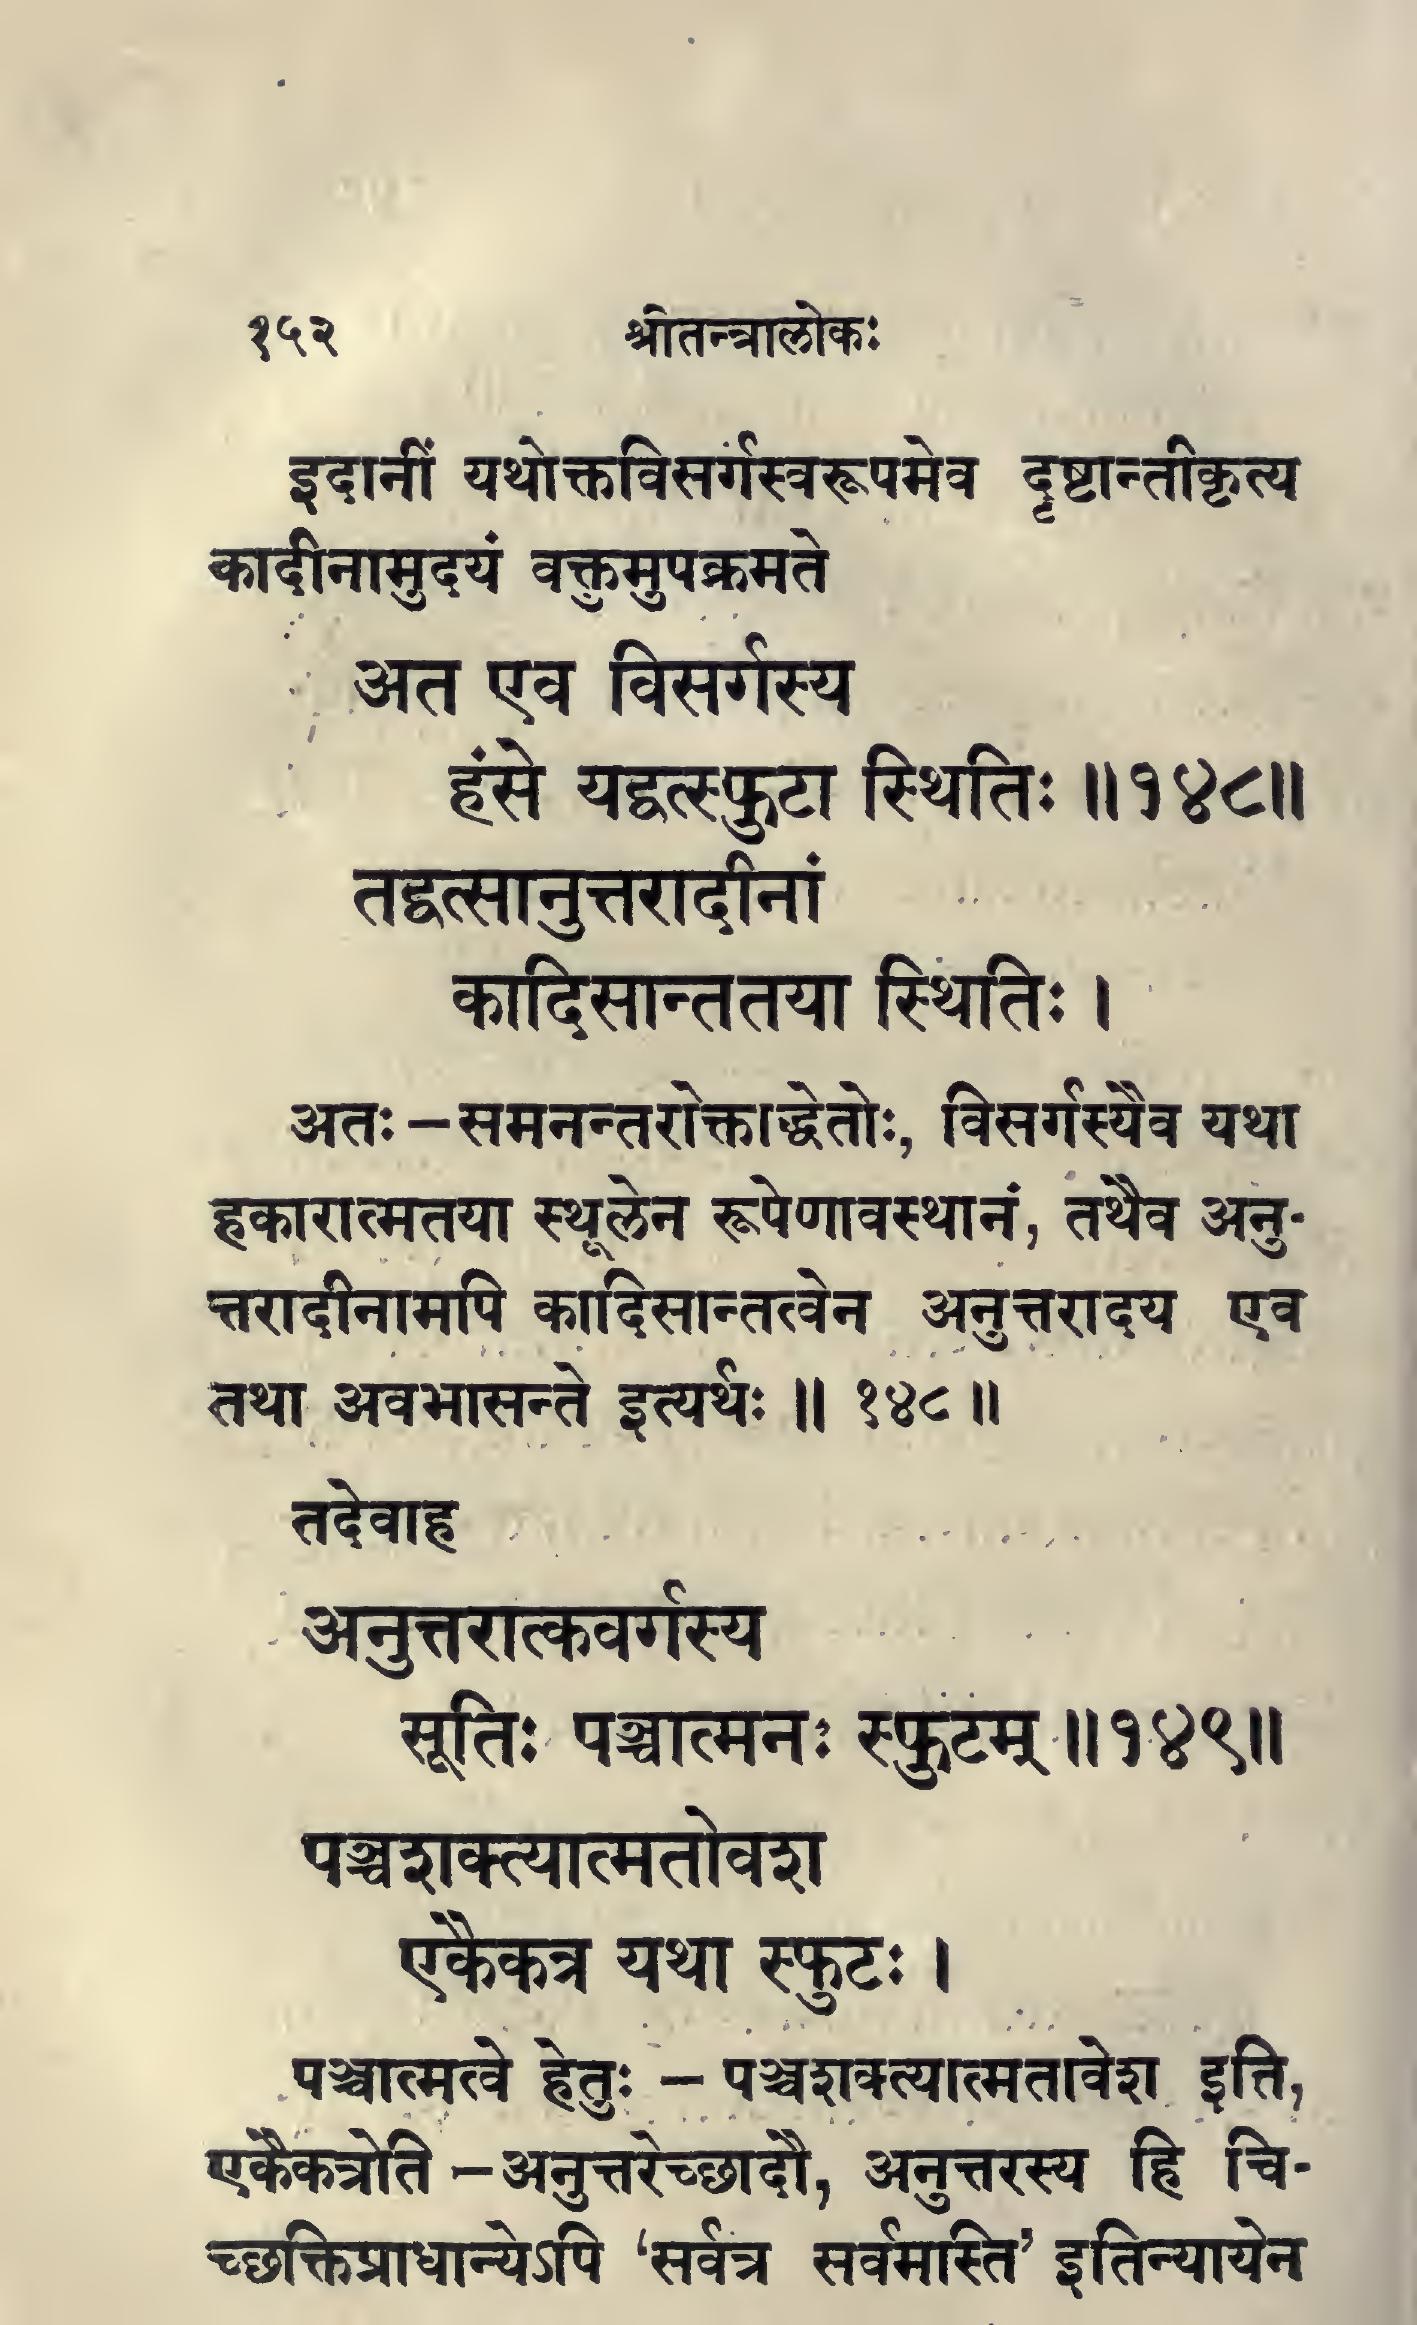 १५२ श्रीतन्त्रालोकः
इदानीं यथोक्तविसर्गस्वरूपमेव दृष्टान्तीकृत्य
कादीनामुदयं वक्तुमुपक्रमते
अत एव विसर्गस्य
हंसे यद्वत्स्फुटा स्थितिः ॥१४८॥
तद्वत्सानुत्तरादीनां
कादिसान्ततया स्थितिः ।
अतः – समनन्तरोक्ताद्धेतोः, विसर्गस्यैव यथा
हकारात्मतया स्थूलेन रूपेणावस्थानं, तथैव अनु-
त्तरादीनामपि कादिसान्तत्वेन अनुत्तरादय एव
तथा अवभासन्ते इत्यर्थः ॥ १४८ ॥
तदेवाह
अनुत्तरात्कवर्गस्य
सूतिः पञ्चात्मनः स्फुटम् ॥१४९॥
पञ्चशक्त्यात्मतोवश
एकैकत्र यथा स्फुटः ।
पञ्चात्मत्वे हेतुः – पञ्चशक्त्यात्मतावेश इति,
एकैकत्रेति – अनुत्तरेच्छादौ, अनुत्तरस्य हि चि-
च्छक्तिप्राधान्येऽपि ‘सर्वत्र सर्वमस्ति’ इतिन्यायेन